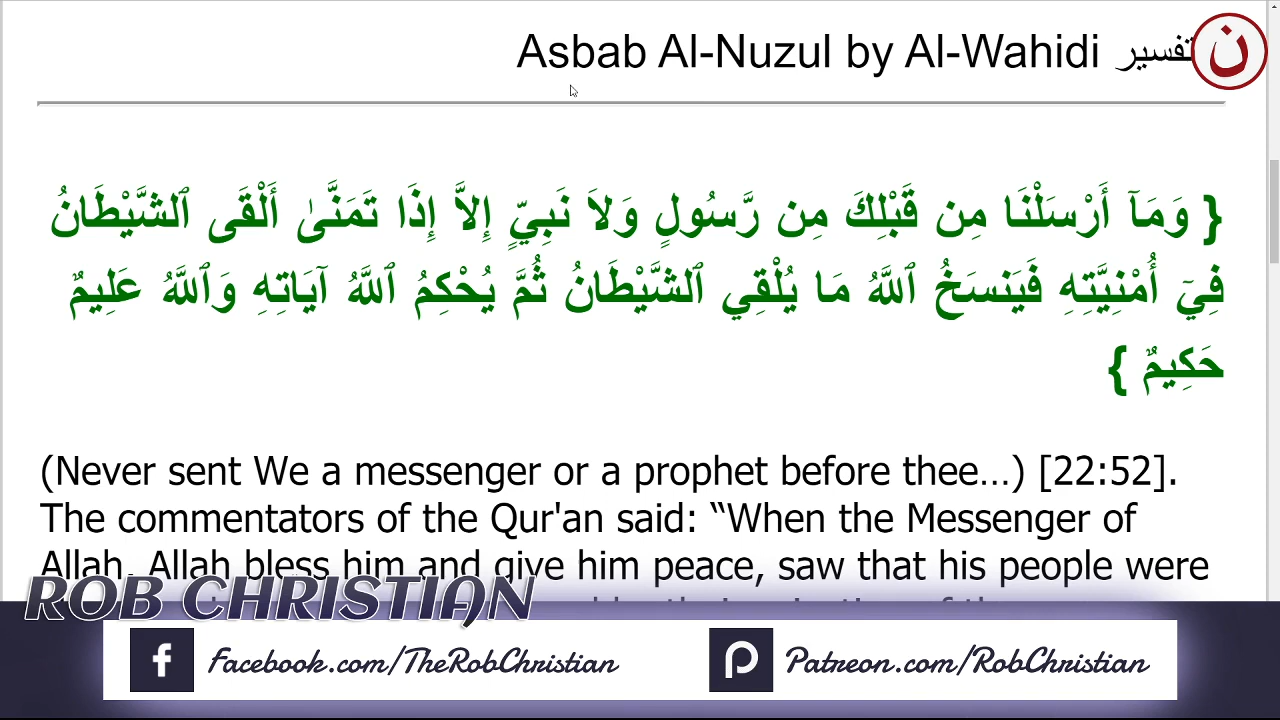 Asbab Al-Nuzul by Al-Wahidi تفسير
ن
{ وَمَآ أَرْسَلْنَا مِن قَبْلِكَ مِن رَّسُولٍ وَلاَ نَبِيٍّ إِلاَّ إِذَا تَمَنَّىٰ أَلْقَى ٱلشَّيْطَانُ
فِيۤ أُمْنِيَّتِهِ فَيَنسَخُ ٱللَّهُ مَا يُلْقِي ٱلشَّيْطَانُ ثُمَّ يُحْكِمُ ٱللَّهُ آيَاتِهِ وَٱللَّهُ عَلِيمٌ
حَكِيمٌ }
(Never sent We a messenger or a prophet before thee…) [22:52].
The commentators of the Qur'an said: “When the Messenger of
Allah, Allah bless him and give him peace, saw that his people were
ROB CHRISTIAN
Facebook.com/TheRobChristian
Patreon.com/RobChristian